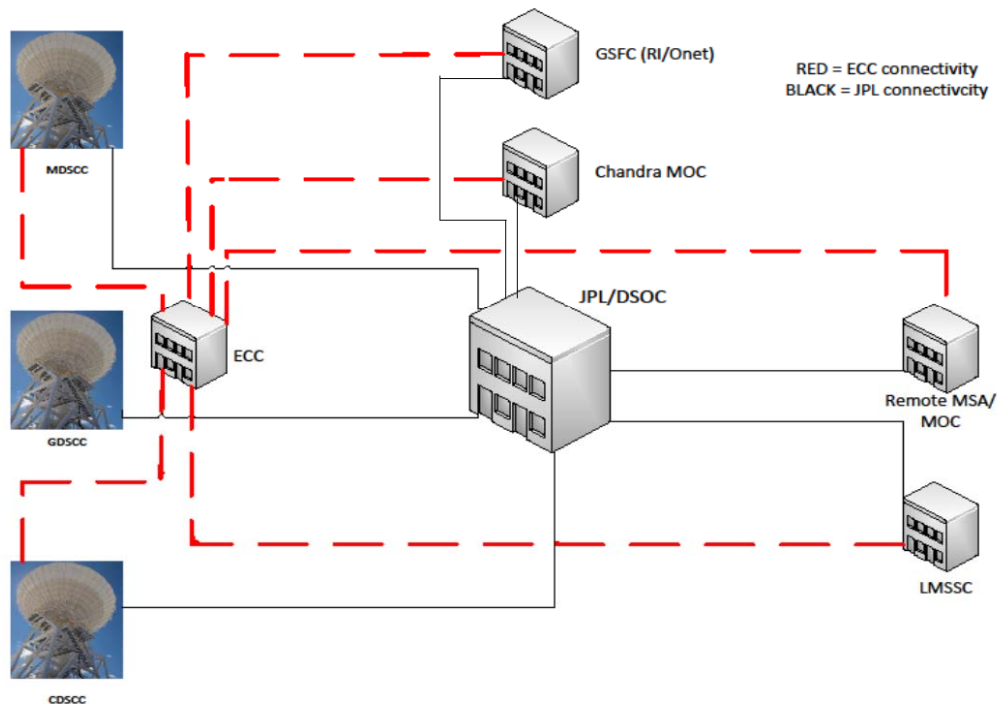 GSFC (RI/Onet)
RED = ECC connectivity
BLACK = JPL connectivcity
MDSCC
Chandra MOC
JPL/DSOC
ECC
Remote MSA/
MOC
GDSCC
LMSSC
CDSCC